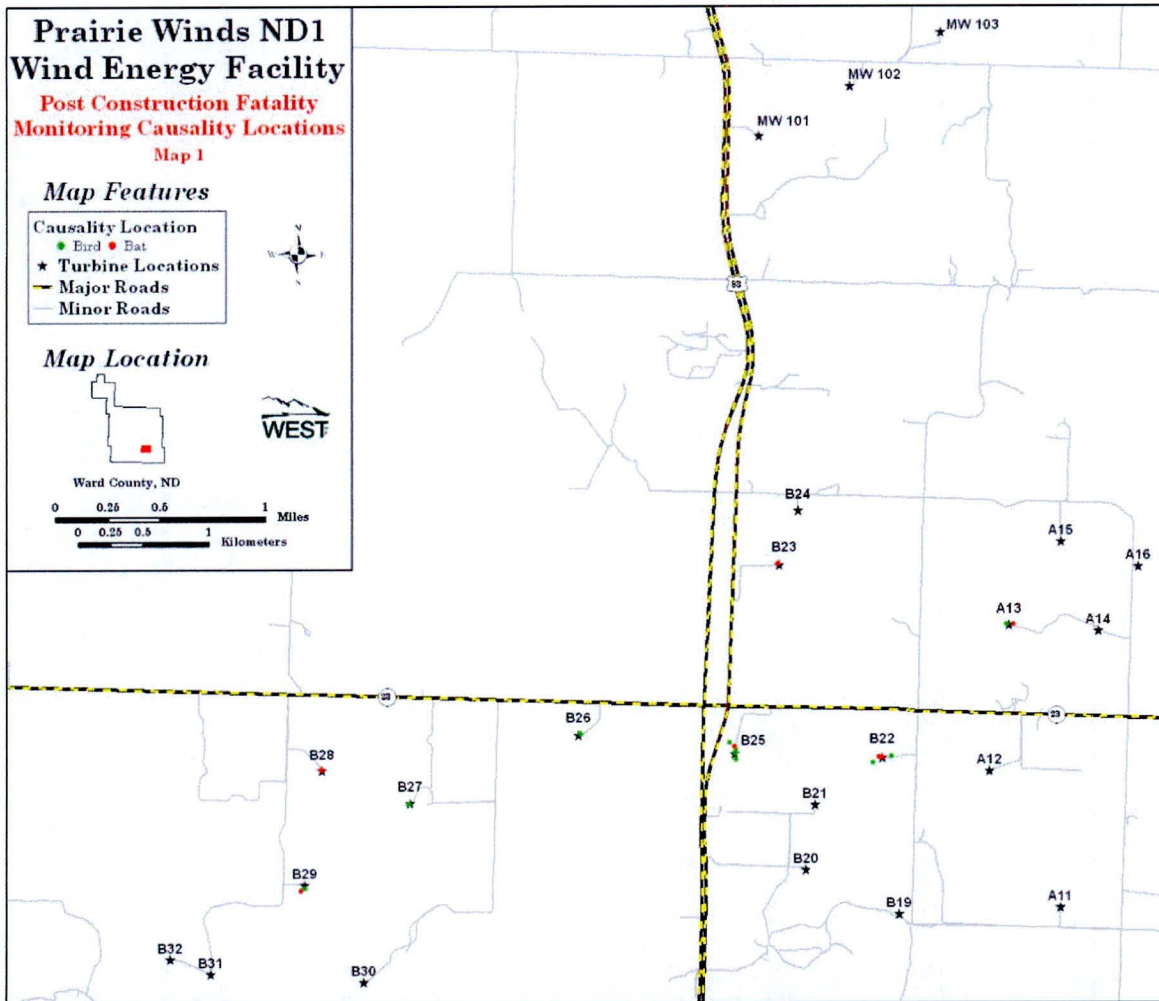 Prairie Winds ND1
Wind Energy Facility
Post Construction Fatality
Monitoring Causality Locations
Map 1
Map Features
Causality Location
Bird Bat
Turbine Locations
Major Roads
Minor Roads
N
W E
S
Map Location
WEST
Ward County, ND
0 0.25 0.5 1
Miles
0 0.25 0.5 1
Kilometers
MW 103
MW 102
MW 101
83
B24
A15
B23
A16
A13
A14
23
23
B26
B25
B22
B28
A12
B27
B21
B20
B29
B19
A11
B32
B31
B30